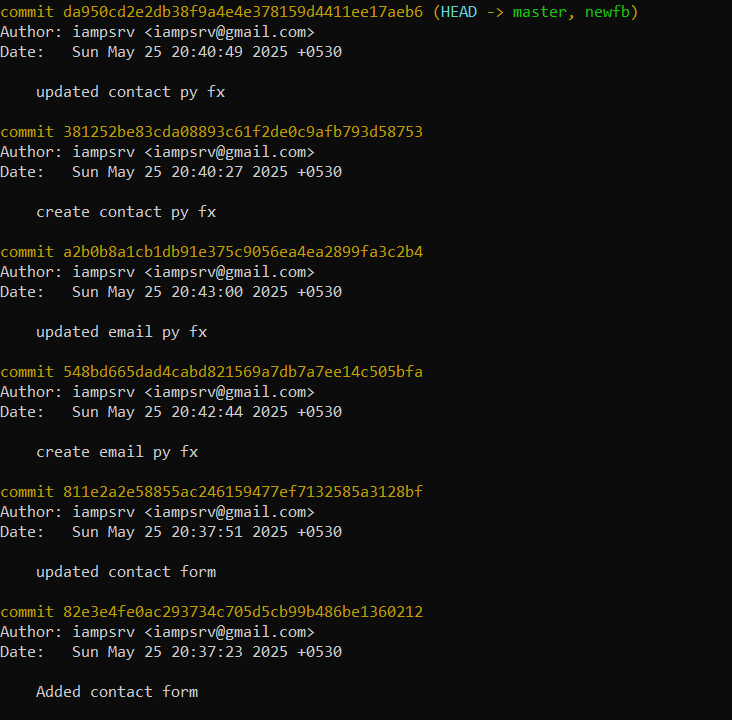 commit da950cd2e2db38f9a4e4e378159d4411ee17aeb6 (HEAD -> master, newfb)
Author: iampsrv <iampsrv@gmail.com>
Date:   Sun May 25 20:40:49 2025 +0530
updated contact py fx
commit 381252be83cda08893c61f2de0c9afb793d58753
Author: iampsrv <iampsrv@gmail.com>
Date:   Sun May 25 20:40:27 2025 +0530
create contact py fx
commit a2b0b8a1cb1db91e375c9056ea4ea2899fa3c2b4
Author: iampsrv <iampsrv@gmail.com>
Date:   Sun May 25 20:43:00 2025 +0530
updated email py fx
commit 548bd665dad4cabd821569a7db7a7ee14c505bfa
Author: iampsrv <iampsrv@gmail.com>
Date:   Sun May 25 20:42:44 2025 +0530
create email py fx
commit 811e2a2e58855ac246159477ef7132585a3128bf
Author: iampsrv <iampsrv@gmail.com>
Date:   Sun May 25 20:37:51 2025 +0530
updated contact form
commit 82e3e4fe0ac293734c705d5cb99b486be1360212
Author: iampsrv <iampsrv@gmail.com>
Date:   Sun May 25 20:37:23 2025 +0530
Added contact form